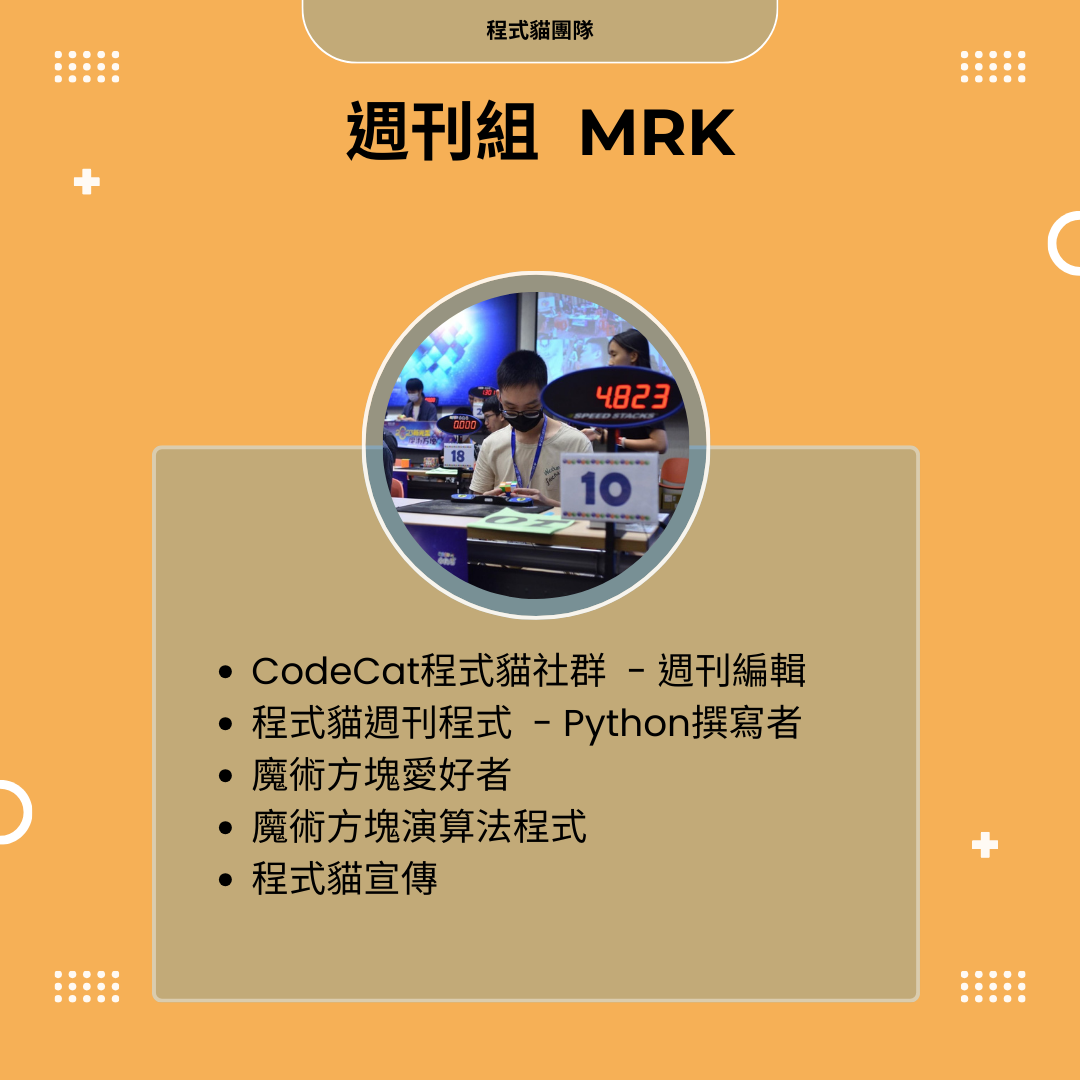 程式貓團隊
週刊組 MRK
4.823
SPEED STACKS
0.000
18
10
CodeCat程式貓社群 - 週刊編輯
程式貓週刊程式 - Python撰寫者
魔術方塊愛好者
魔術方塊演算法程式
程式貓宣傳